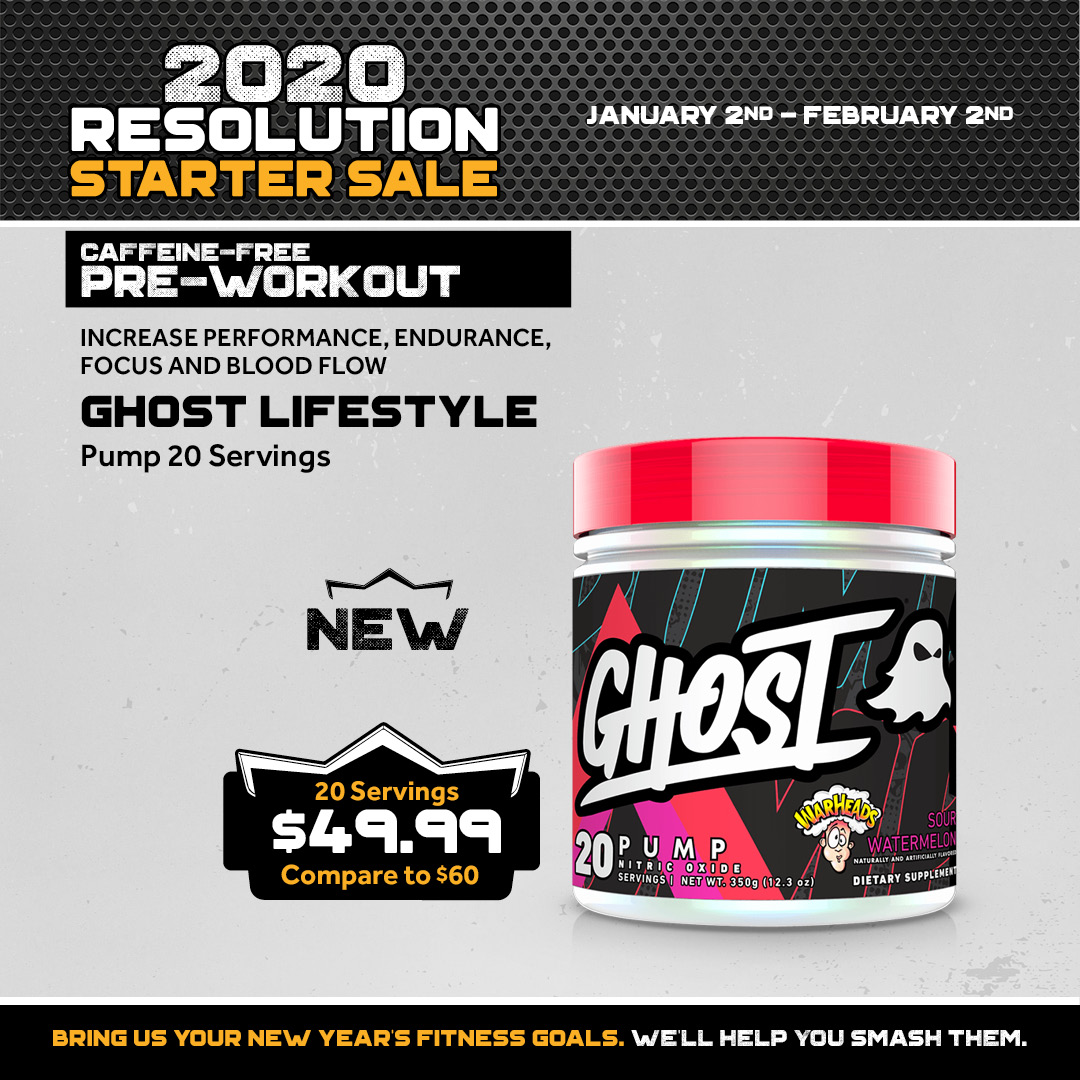 2020
RESOLUTION
STARTER SALE
JANUARY 2ND – FEBRUARY 2ND
CAFFEINE-FREE
PRE-WORKOUT
INCREASE PERFORMANCE, ENDURANCE,
FOCUS AND BLOOD FLOW
GHOST LIFESTYLE
Pump 20 Servings
NEW
20 Servings
$49.99
Compare to $60
GHOST
WARHEADS
SOUR
WATERMELON
NATURALLY AND ARTIFICIALLY FLAVORED
DIETARY SUPPLEMENT
20 PUMP
NITRIC OXIDE
SERVINGS | NET WT. 350g (12.3 oz)
BRING US YOUR NEW YEAR'S FITNESS GOALS. WE'LL HELP YOU SMASH THEM.